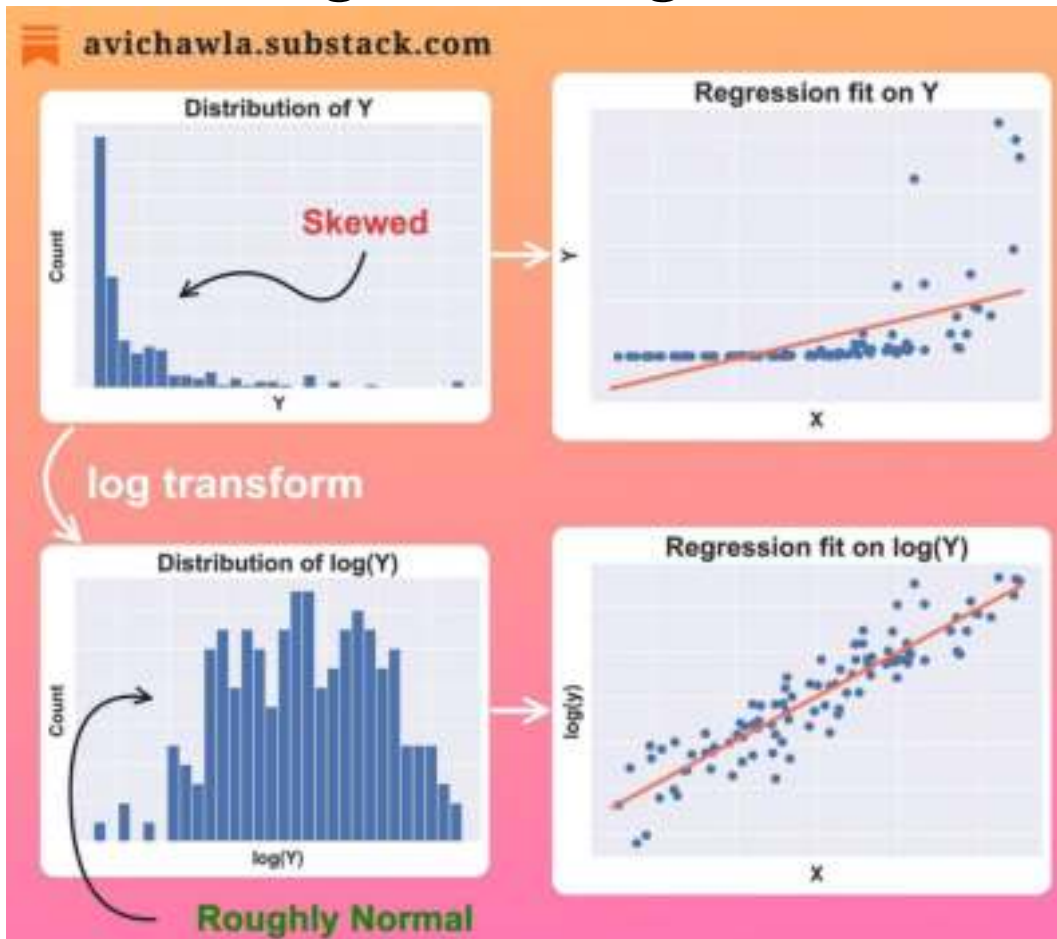 avichawla.substack.com
Distribution of Y
Count
Skewed
Y
Regression fit on Y
Y
X
log transform
Distribution of log(Y)
Count
log(Y)
Regression fit on log(Y)
log(y)
X
Roughly Normal